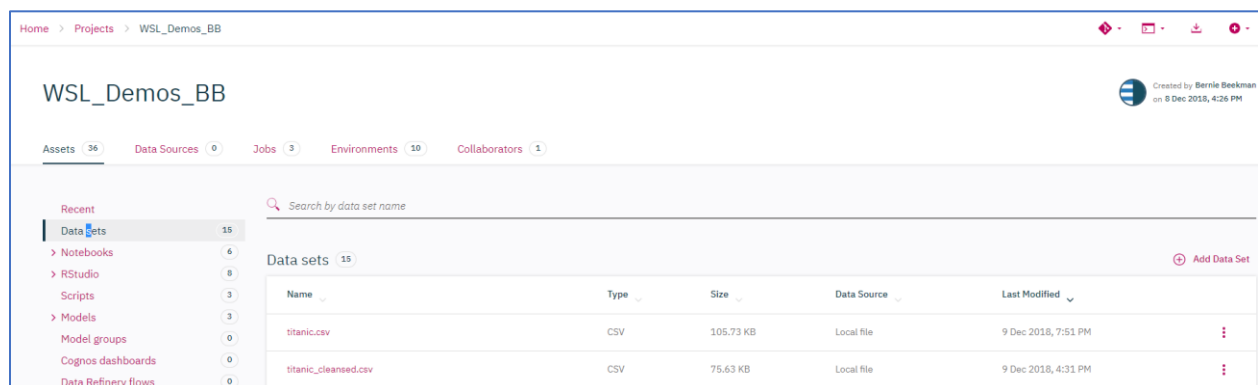 Home > Projects > WSL_Demos_BB
WSL_Demos_BB
Created by Bernie Beekman
on 8 Dec 2018, 4:26 PM
Assets 36 Data Sources 0 Jobs 3 Environments 10 Collaborators 1
Recent
Data sets 15
> Notebooks 6
> RStudio 8
Scripts 3
> Models 3
Model groups 0
Cognos dashboards 0
Data Refinery flows 0
Search by data set name
Data sets 15 Add Data Set
Name Type Size Data Source Last Modified
titanic.csv CSV 105.73 KB Local file 9 Dec 2018, 7:51 PM
titanic_cleansed.csv CSV 75.63 KB Local file 9 Dec 2018, 4:31 PM